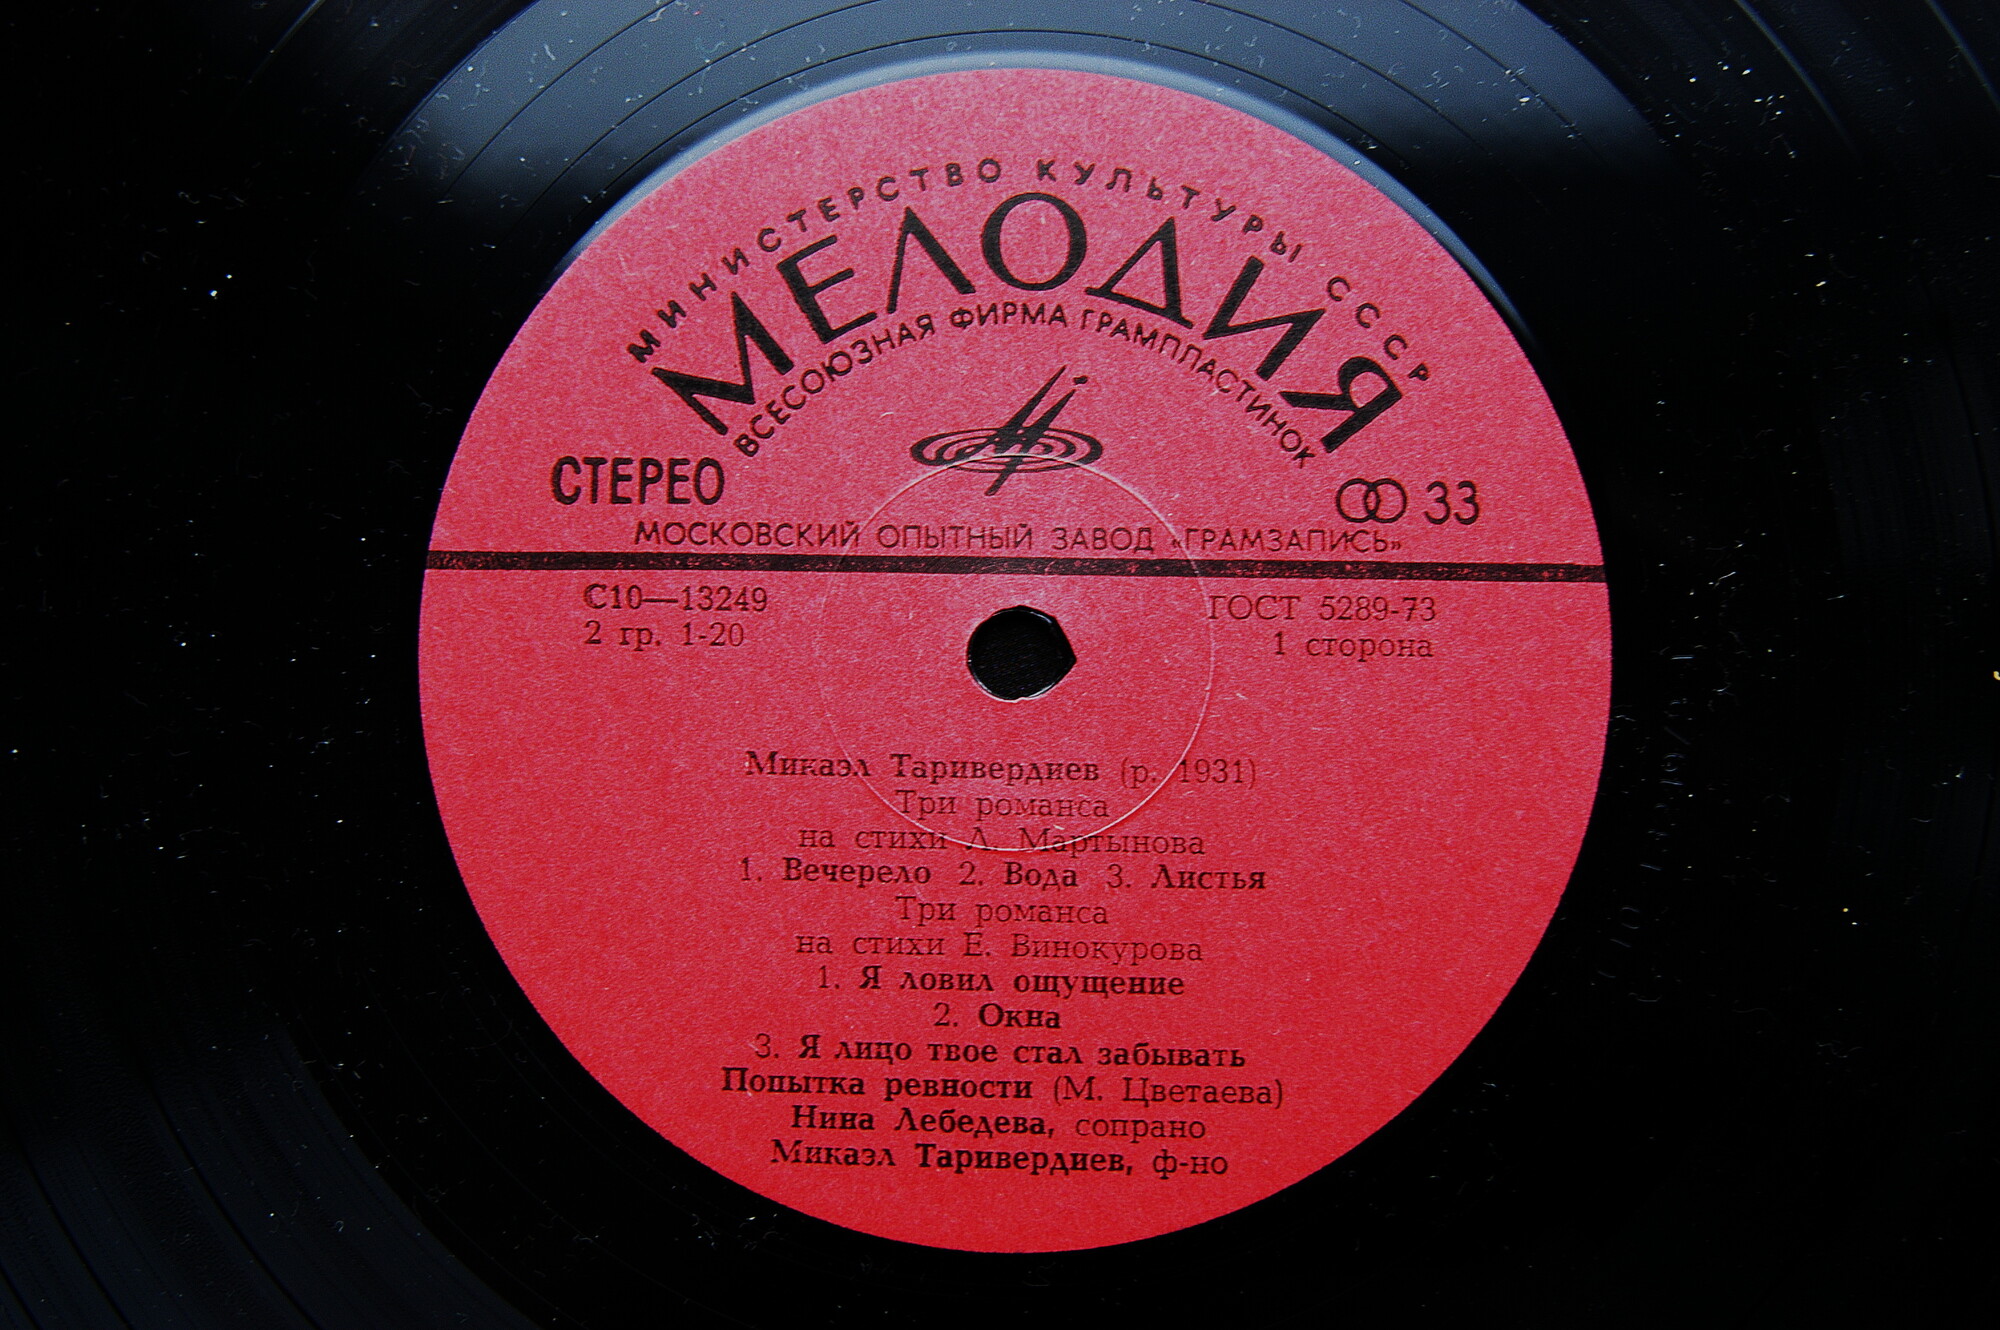 МИНИСТЕРСТВО КУЛЬТУРЫ СССР
МЕЛОДИЯ
ВСЕСОЮЗНАЯ ФИРМА ГРАМПЛАСТИНОК
СТЕРЕО
33
МОСКОВСКИЙ ОПЫТНЫЙ ЗАВОД «ГРАМЗАПИСЬ»
С10—13249
ГОСТ 5289-73
2 гр. 1-20
1 сторона
Микаэл Таривердиев (р. 1931)
Три романса
на стихи Л. Мартынова
1. Вечерело 2. Вода 3. Листья
Три романса
на стихи Е. Винокурова
1. Я ловил ощущение
2. Окна
3. Я лицо твое стал забывать
Попытка ревности (М. Цветаева)
Нина Лебедева, сопрано
Микаэл Таривердиев, ф-но